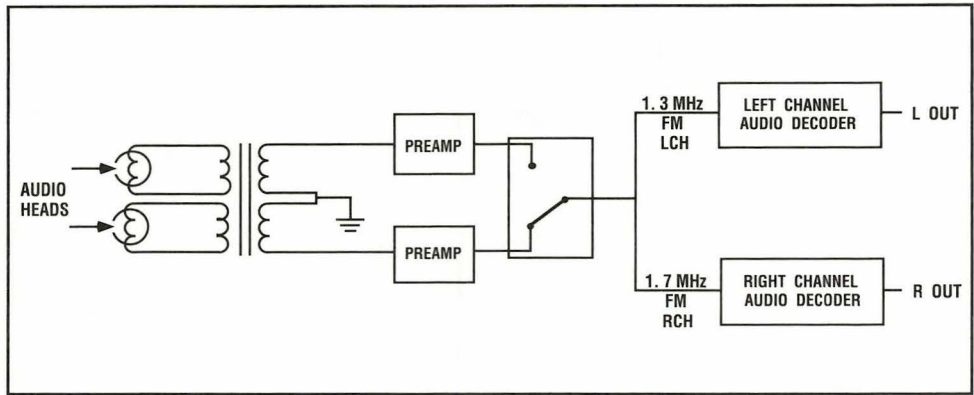 AUDIO
HEADS
PREAMP
PREAMP
1. 3 MHz
FM
LCH
LEFT CHANNEL
AUDIO DECODER
L OUT
1. 7 MHz
FM
RCH
RIGHT CHANNEL
AUDIO DECODER
R OUT